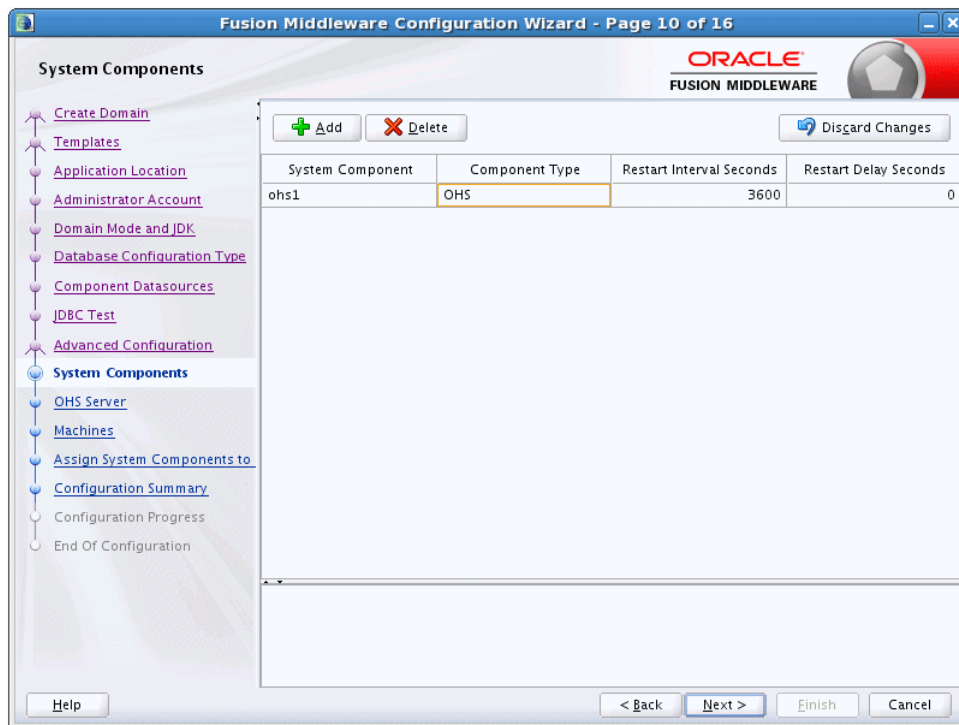 Fusion Middleware Configuration Wizard - Page 10 of 16
System Components
ORACLE
FUSION MIDDLEWARE
Create Domain
Templates
Application Location
Administrator Account
Domain Mode and JDK
Database Configuration Type
Component Datasources
JDBC Test
Advanced Configuration
System Components
OHS Server
Machines
Assign System Components to
Configuration Summary
Configuration Progress
End Of Configuration
Add Delete Discard Changes
System Component Component Type Restart Interval Seconds Restart Delay Seconds
ohs1 OHS 3600 0
Help < Back Next > Finish Cancel